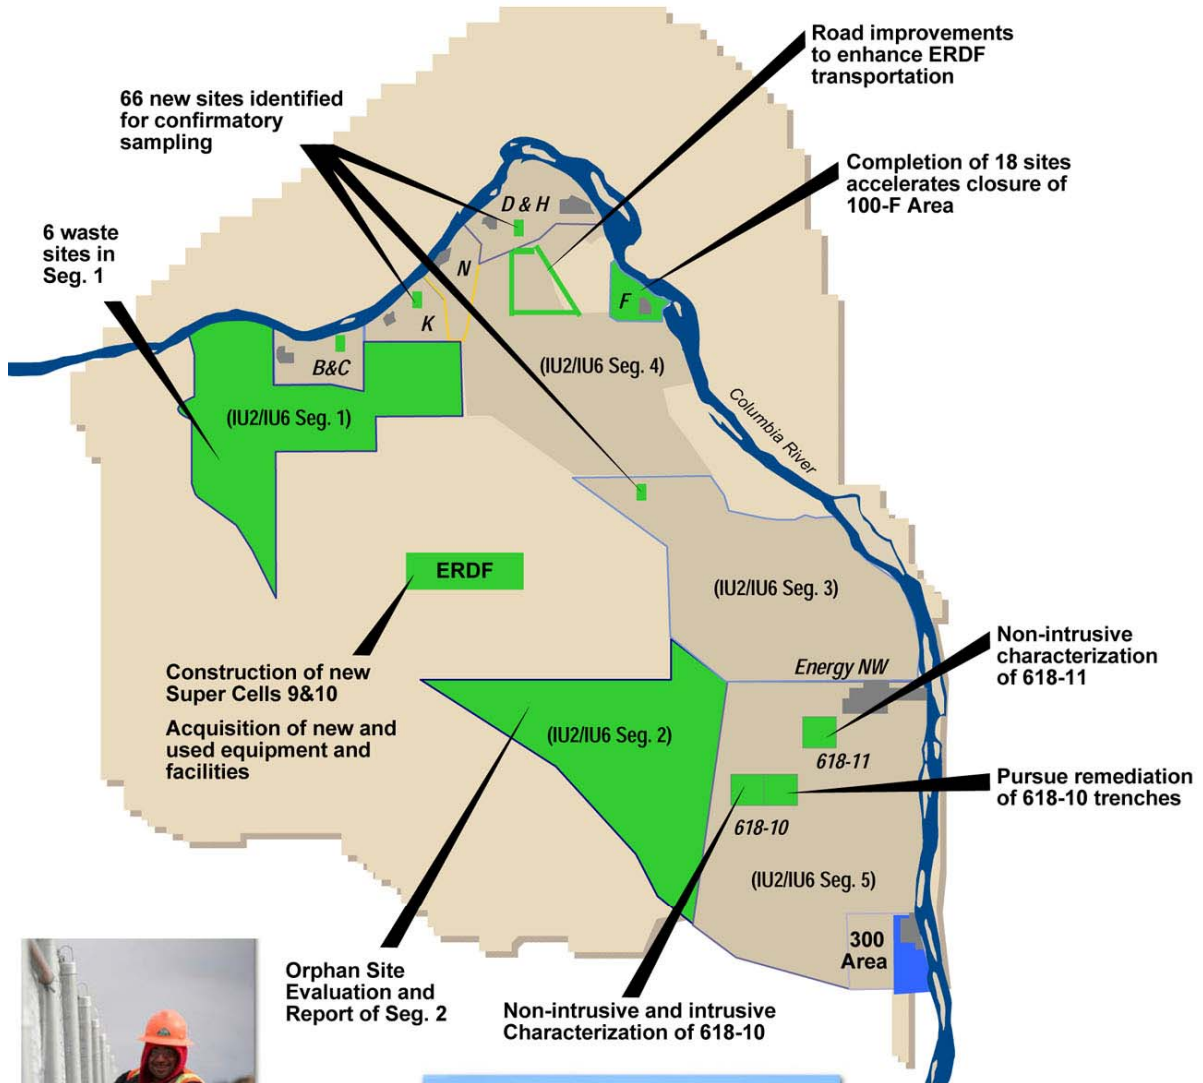 Road improvements
to enhance ERDF
transportation
66 new sites identified
for confirmatory
sampling
Completion of 18 sites
accelerates closure of
100-F Area
6 waste
sites in
Seg. 1
D & H
N
F
K
B&C
(IU2/IU6 Seg. 4)
(IU2/IU6 Seg. 1)
Columbia River
ERDF
(IU2/IU6 Seg. 3)
Construction of new
Super Cells 9&10
Acquisition of new and
used equipment and
facilities
Energy NW
Non-intrusive
characterization
of 618-11
(IU2/IU6 Seg. 2)
618-11
Pursue remediation
of 618-10 trenches
618-10
(IU2/IU6 Seg. 5)
300
Area
Orphan Site
Evaluation and
Report of Seg. 2
Non-intrusive and intrusive
Characterization of 618-10